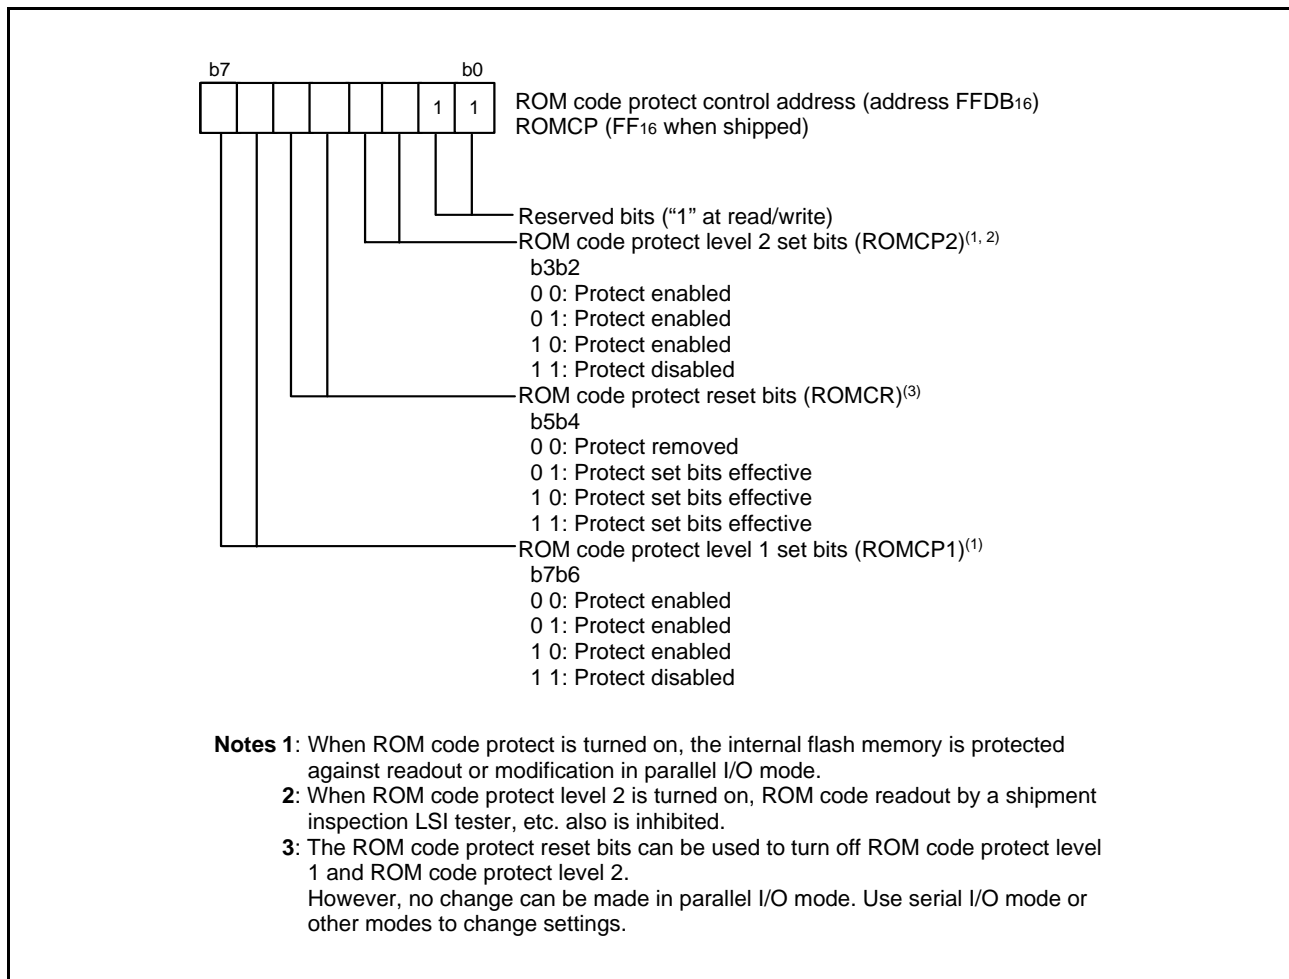 b7 b0
1 1
ROM code protect control address (address FFDB16)
ROMCP (FF16 when shipped)
Reserved bits (“1” at read/write)
ROM code protect level 2 set bits (ROMCP2)(1, 2)
b3b2
0 0: Protect enabled
0 1: Protect enabled
1 0: Protect enabled
1 1: Protect disabled
ROM code protect reset bits (ROMCR)(3)
b5b4
0 0: Protect removed
0 1: Protect set bits effective
1 0: Protect set bits effective
1 1: Protect set bits effective
ROM code protect level 1 set bits (ROMCP1)(1)
b7b6
0 0: Protect enabled
0 1: Protect enabled
1 0: Protect enabled
1 1: Protect disabled
Notes 1: When ROM code protect is turned on, the internal flash memory is protected
against readout or modification in parallel I/O mode.
2: When ROM code protect level 2 is turned on, ROM code readout by a shipment
inspection LSI tester, etc. also is inhibited.
3: The ROM code protect reset bits can be used to turn off ROM code protect level
1 and ROM code protect level 2.
However, no change can be made in parallel I/O mode. Use serial I/O mode or
other modes to change settings.